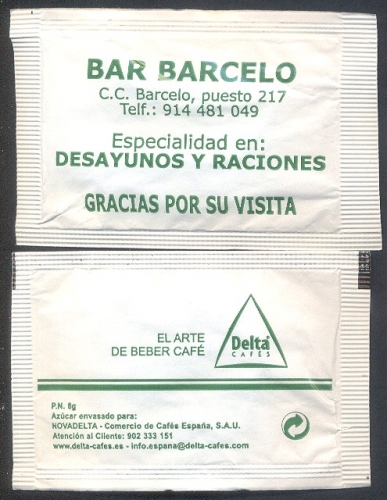 BAR BARCELO
C.C. Barcelo, puesto 217
Telf.: 914 481 049
Especialidad en:
DESAYUNOS Y RACIONES
GRACIAS POR SU VISITA
EL ARTE
DE BEBER CAFÉ
Delta
CAFÉS
P.N. 8g
Azúcar envasado para:
NOVADELTA - Comercio de Cafés España, S.A.U.
Atención al Cliente: 902 333 151
www.delta-cafes.es - info.espana@delta-cafes.com